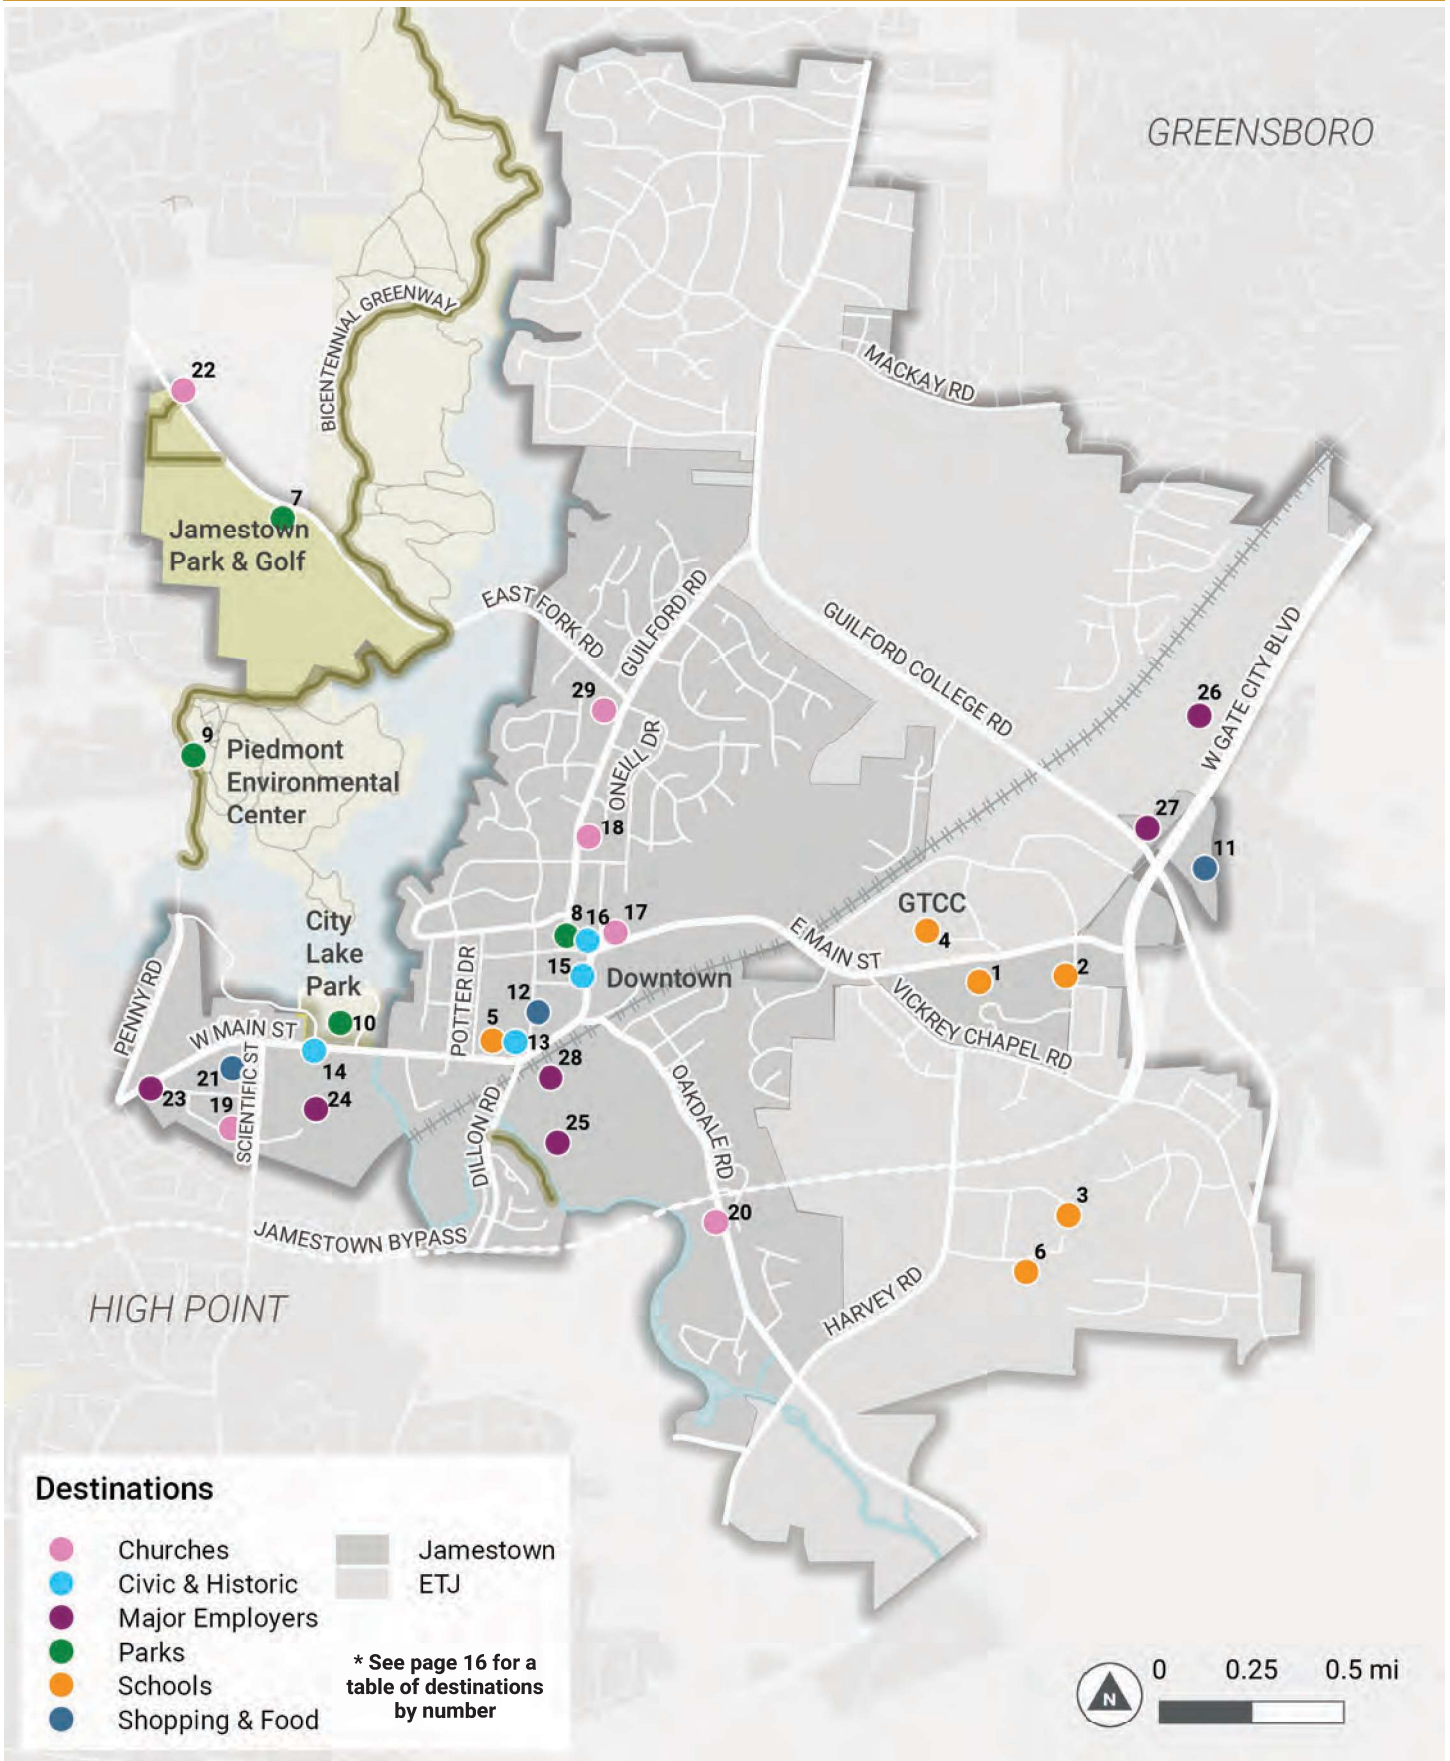 GREENSBORO
BICENTENNIAL GREENWAY
MACKAY RD
22
7
Jamestown
Park & Golf
EAST FORK RD
GUILFORD RD
GUILFORD COLLEGE RD
W GATE CITY BLVD
29
26
9
Piedmont
Environmental
Center
ONEILL DR
18
27
11
GTCC
4
City
Lake
Park
8
16
17
E MAIN ST
15
Downtown
1
2
PENNY RD
POTTER DR
12
VICKREY CHAPEL RD
W MAIN ST
10
5
13
14
28
21
SCIENTIFIC ST
23
19
24
OAKDALE RD
DILLON RD
25
3
20
JAMESTOWN BYPASS
6
HARVEY RD
HIGH POINT
Destinations
Churches
Civic & Historic
Major Employers
Parks
Schools
Shopping & Food
Jamestown
ETJ
* See page 16 for a
table of destinations
by number
N
0 0.25 0.5 mi